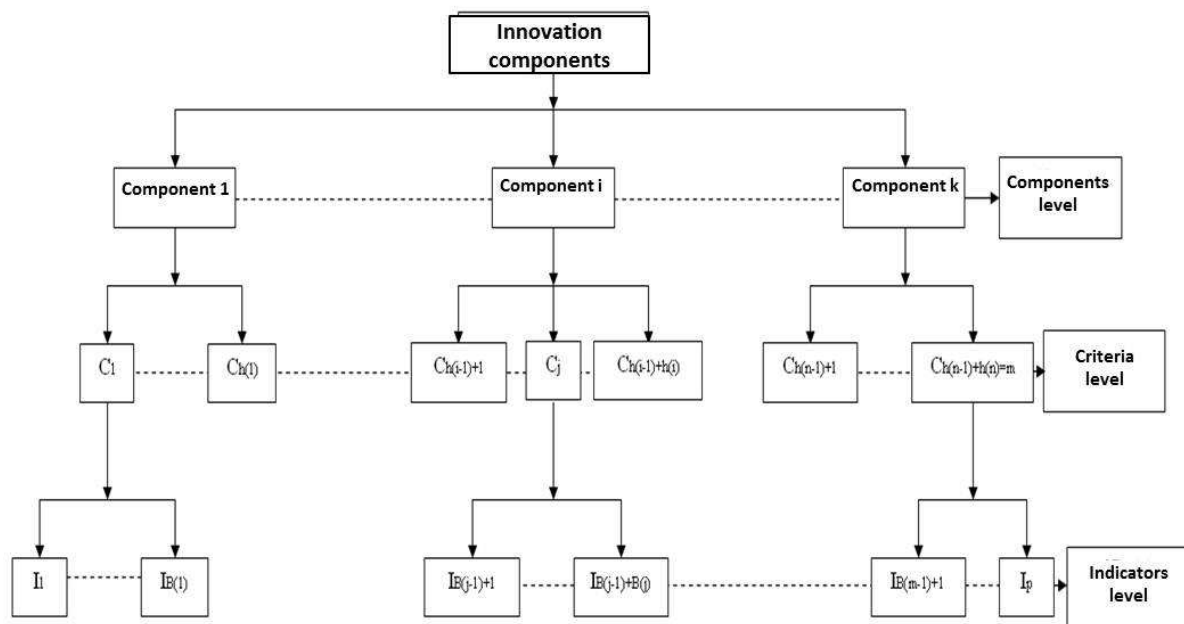 Innovation
components
Component 1
Component i
Component k
Components
level
C1
Ch(1)
Ch(i-1)+1
Cj
Ch(i-1)+h(i)
Ch(n-1)+1
Ch(n-1)+h(n)=m
Criteria
level
I1
IB(1)
IB(j-1)+1
IB(j-1)+B(j)
IB(m-1)+1
Ip
Indicators
level